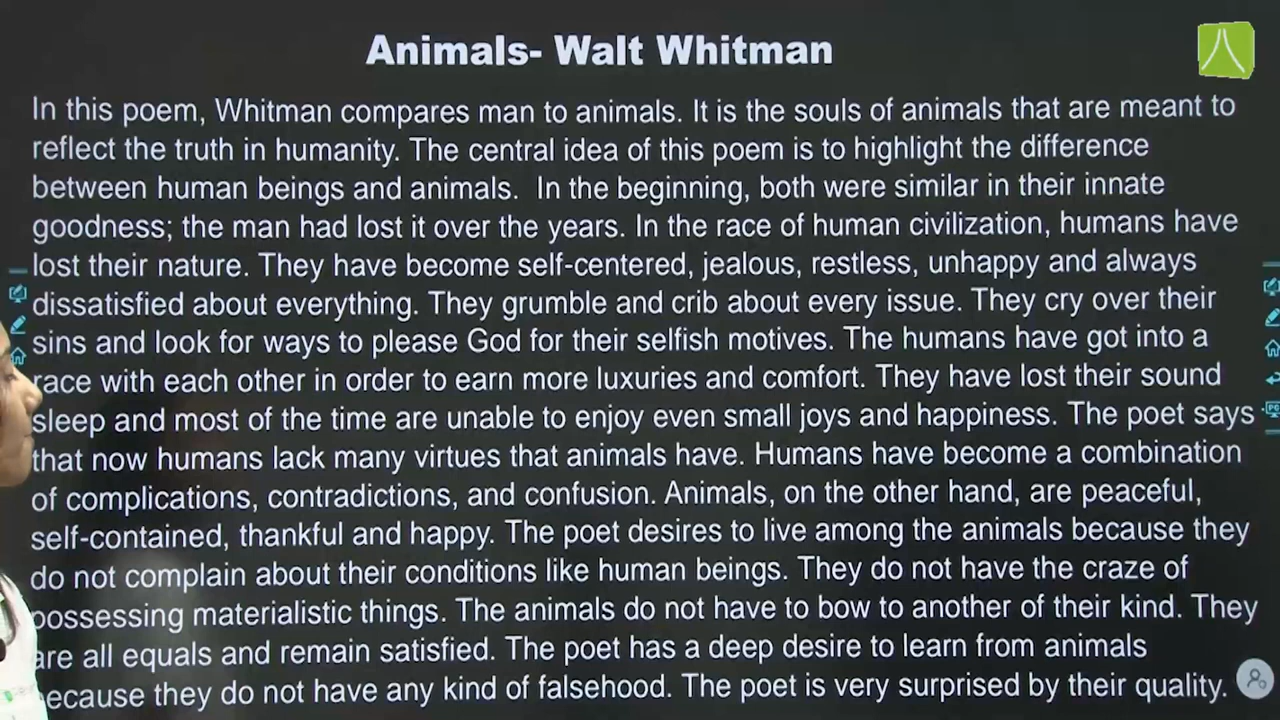 Animals- Walt Whitman
In this poem, Whitman compares man to animals. It is the souls of animals that are meant to
reflect the truth in humanity. The central idea of this poem is to highlight the difference
between human beings and animals. In the beginning, both were similar in their innate
goodness; the man had lost it over the years. In the race of human civilization, humans have
lost their nature. They have become self-centered, jealous, restless, unhappy and always
dissatisfied about everything. They grumble and crib about every issue. They cry over their
sins and look for ways to please God for their selfish motives. The humans have got into a
race with each other in order to earn more luxuries and comfort. They have lost their sound
sleep and most of the time are unable to enjoy even small joys and happiness. The poet says
that now humans lack many virtues that animals have. Humans have become a combination
of complications, contradictions, and confusion. Animals, on the other hand, are peaceful,
self-contained, thankful and happy. The poet desires to live among the animals because they
do not complain about their conditions like human beings. They do not have the craze of
possessing materialistic things. The animals do not have to bow to another of their kind. They
are all equals and remain satisfied. The poet has a deep desire to learn from animals
because they do not have any kind of falsehood. The poet is very surprised by their quality.